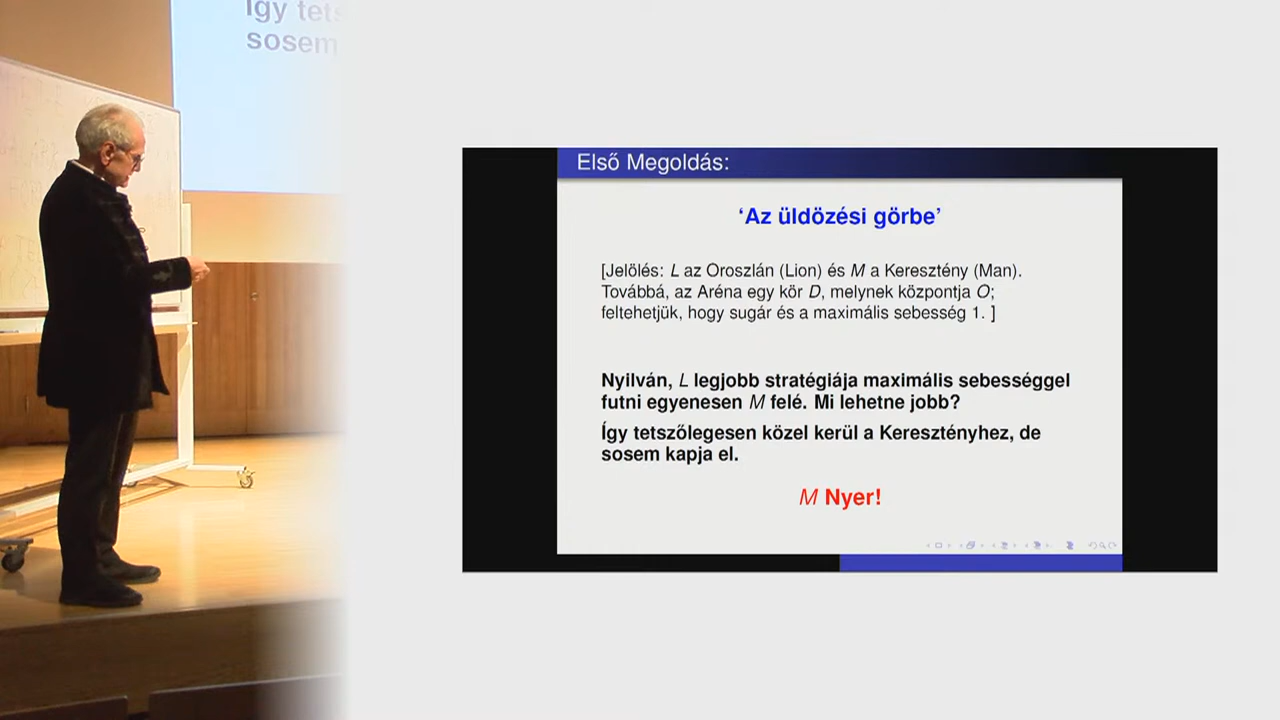 Így tets
sosem
Első Megoldás:
‘Az üldözési görbe’
[Jelölés: L az Oroszlán (Lion) és M a Keresztény (Man).
Továbbá, az Aréna egy kör D, melynek központja O;
feltehetjük, hogy sugár és a maximális sebesség 1. ]
Nyilván, L legjobb stratégiája maximális sebességgel
futni egyenesen M felé. Mi lehetne jobb?
Így tetszőlegesen közel kerül a Keresztényhez, de
sosem kapja el.
M Nyer!